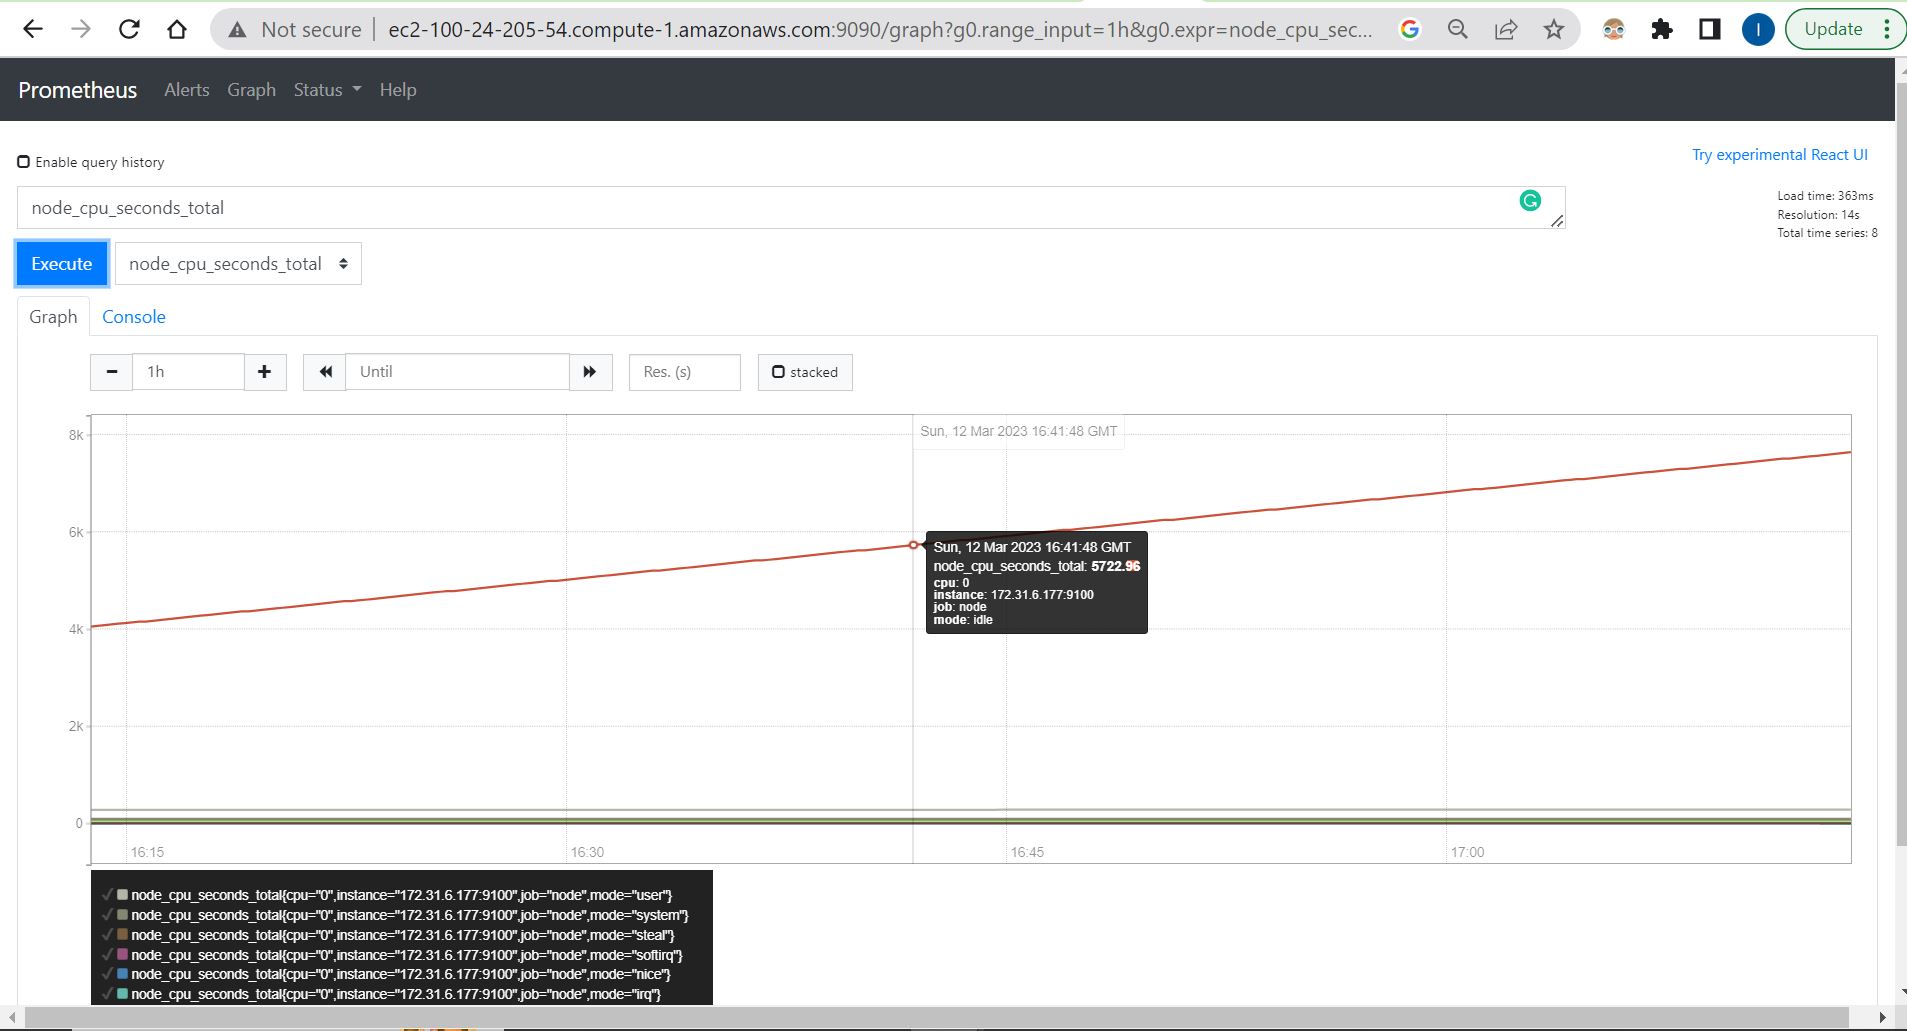 Not secure
ec2-100-24-205-54.compute-1.amazonaws.com:9090/graph?g0.range_input=1h&g0.expr=node_cpu_sec...
I
Update
Prometheus Alerts Graph Status Help
Enable query history
Try experimental React UI
node_cpu_seconds_total
Load time: 363ms
Resolution: 14s
Total time series: 8
Execute
node_cpu_seconds_total
Graph Console
1h
Until
Res. (s)
stacked
8k
6k
4k
2k
0
Sun, 12 Mar 2023 16:41:48 GMT
Sun, 12 Mar 2023 16:41:48 GMT
node_cpu_seconds_total: 5722.96
cpu: 0
instance: 172.31.6.177:9100
job: node
mode: idle
16:15 16:30 16:45 17:00
node_cpu_seconds_total{cpu="0",instance="172.31.6.177:9100",job="node",mode="user"}
node_cpu_seconds_total{cpu="0",instance="172.31.6.177:9100",job="node",mode="system"}
node_cpu_seconds_total{cpu="0",instance="172.31.6.177:9100",job="node",mode="steal"}
node_cpu_seconds_total{cpu="0",instance="172.31.6.177:9100",job="node",mode="softirq"}
node_cpu_seconds_total{cpu="0",instance="172.31.6.177:9100",job="node",mode="nice"}
node_cpu_seconds_total{cpu="0",instance="172.31.6.177:9100",job="node",mode="irq"}